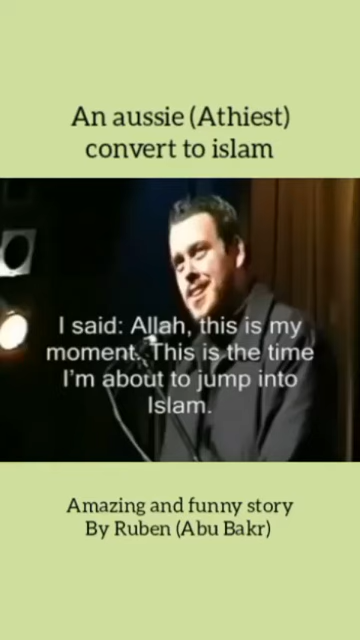 An aussie (Athiest)
convert to islam
I said: Allah, this is my
moment. This is the time
I'm about to jump into
Islam.
Amazing and funny story
By Ruben (Abu Bakr)